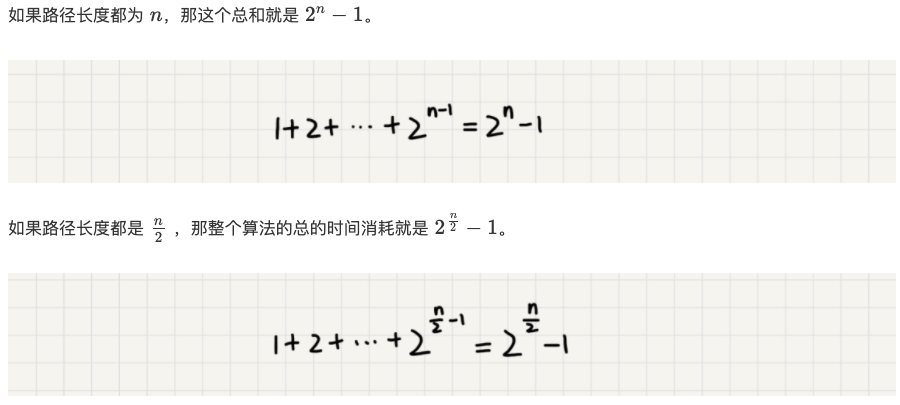 如果路径长度都为 n，那这个总和就是 2^n − 1。
1+2+ ··· +2^{n-1} = 2^n -1
如果路径长度都是 \frac{n}{2} ，那整个算法的总的时间消耗就是 2^{\frac{n}{2}} − 1。
1+2+ ··· +2^{\frac{n}{2}-1} = 2^{\frac{n}{2}} -1